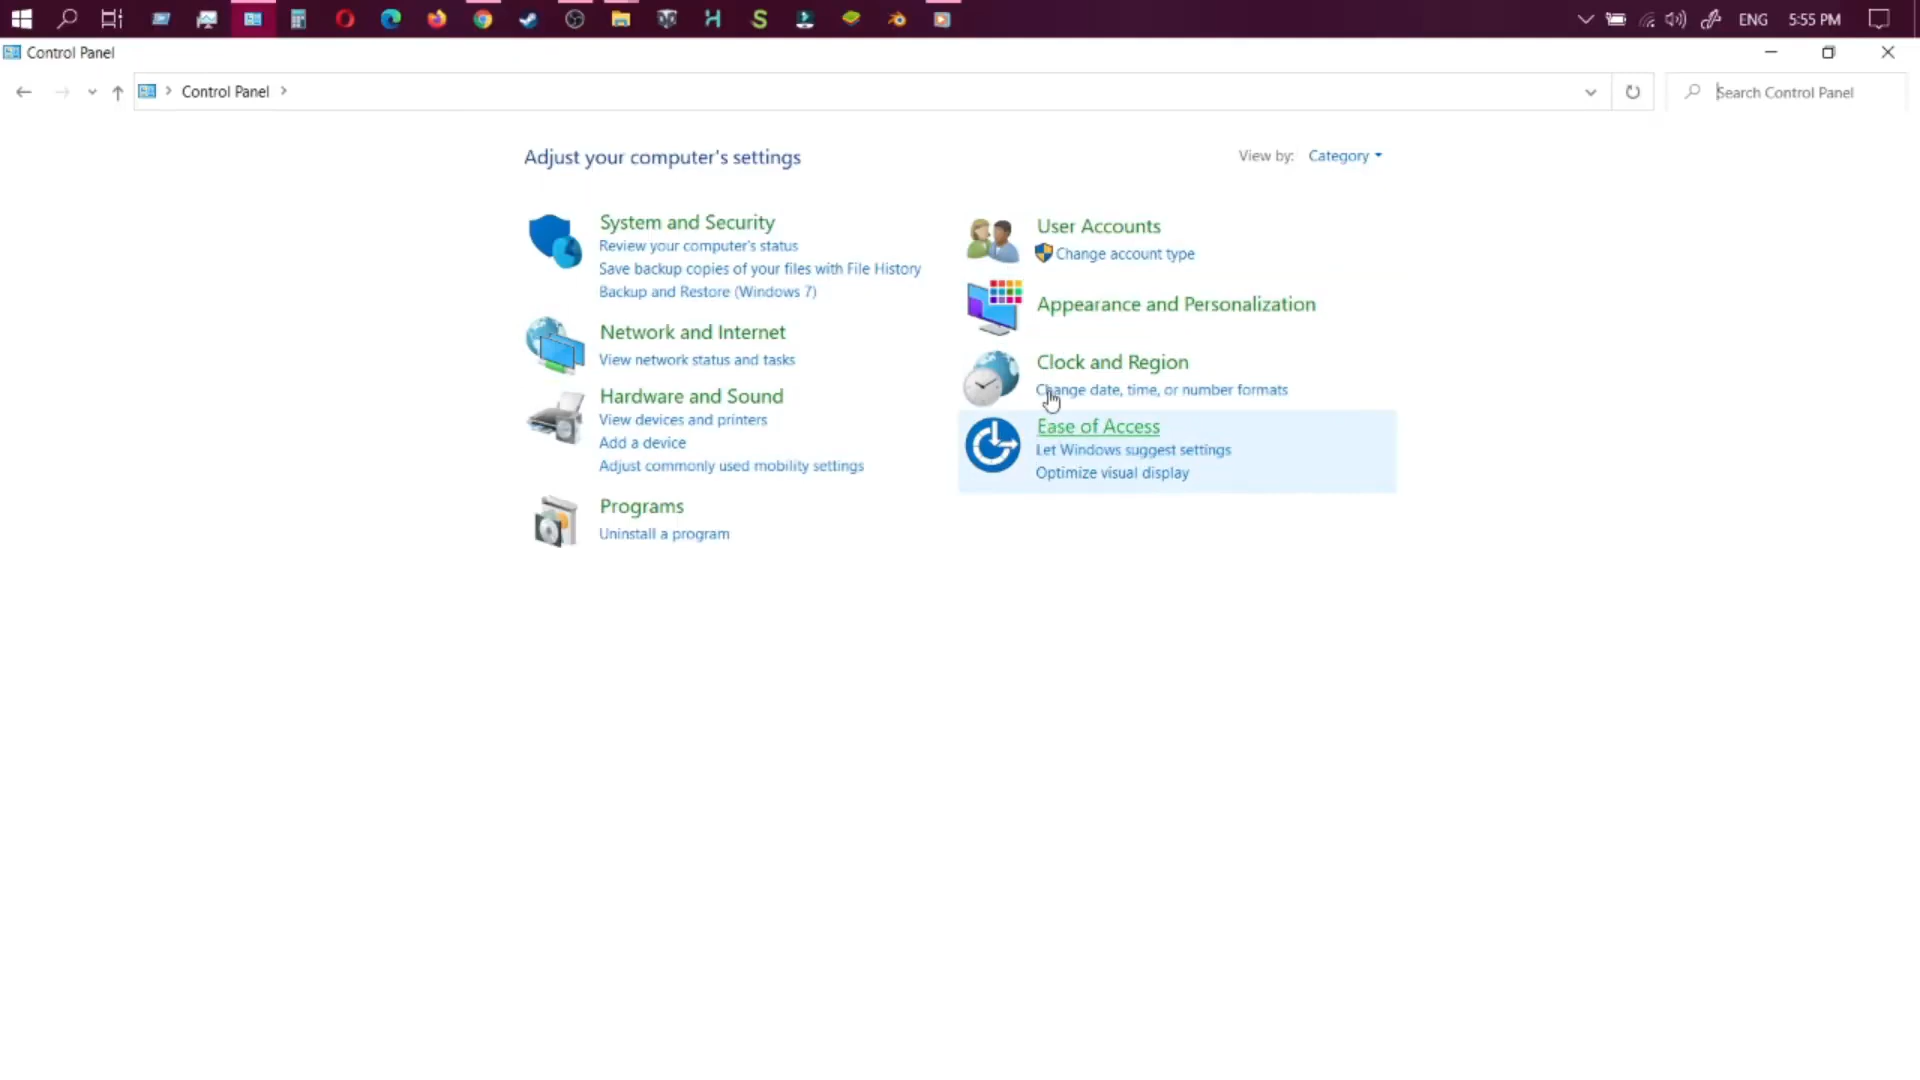 ENG
5:55 PM
Control Panel
Control Panel
Search Control Panel
Adjust your computer's settings
View by: Category
System and Security
Review your computer's status
Save backup copies of your files with File History
Backup and Restore (Windows 7)
Network and Internet
View network status and tasks
Hardware and Sound
View devices and printers
Add a device
Adjust commonly used mobility settings
Programs
Uninstall a program
User Accounts
Change account type
Appearance and Personalization
Clock and Region
Change date, time, or number formats
Ease of Access
Let Windows suggest settings
Optimize visual display